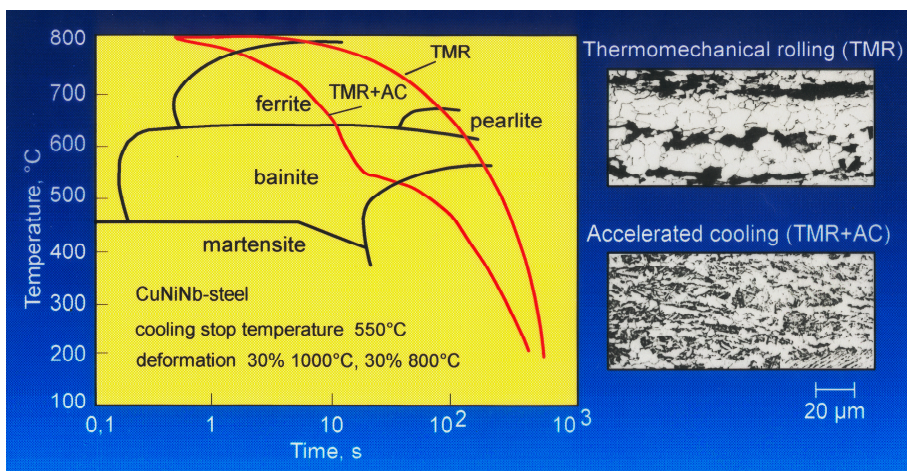 800
700
600
500
400
300
200
100
Temperature, °C
0,1
1
10
10²
10³
Time, s
TMR
TMR+AC
ferrite
pearlite
bainite
martensite
CuNiNb-steel
cooling stop temperature 550°C
deformation 30% 1000°C, 30% 800°C
Thermomechanical rolling (TMR)
Accelerated cooling (TMR+AC)
20 µm